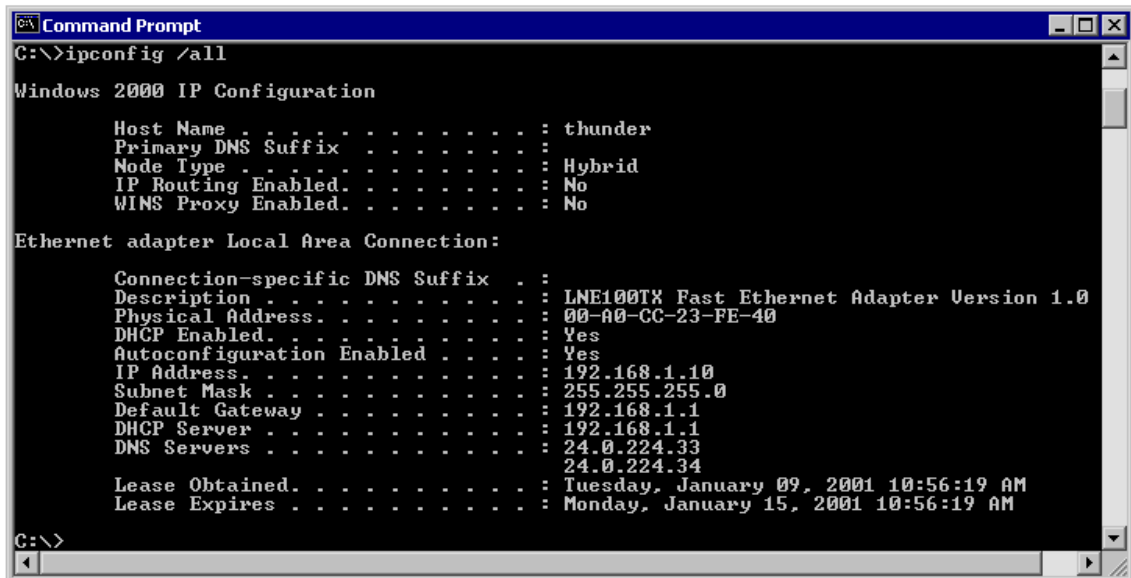 Command Prompt
C:\>ipconfig /all
Windows 2000 IP Configuration
Host Name . . . . . . . . . . . . : thunder
Primary DNS Suffix . . . . . . . :
Node Type . . . . . . . . . . . . : Hybrid
IP Routing Enabled. . . . . . . . : No
WINS Proxy Enabled. . . . . . . . : No
Ethernet adapter Local Area Connection:
Connection-specific DNS Suffix . :
Description . . . . . . . . . . . : LNE100TX Fast Ethernet Adapter Version 1.0
Physical Address. . . . . . . . . : 00-A0-CC-23-FE-40
DHCP Enabled. . . . . . . . . . . : Yes
Autoconfiguration Enabled . . . . : Yes
IP Address. . . . . . . . . . . . : 192.168.1.10
Subnet Mask . . . . . . . . . . . : 255.255.255.0
Default Gateway . . . . . . . . . : 192.168.1.1
DHCP Server . . . . . . . . . . . : 192.168.1.1
DNS Servers . . . . . . . . . . . : 24.0.224.33
24.0.224.34
Lease Obtained. . . . . . . . . . : Tuesday, January 09, 2001 10:56:19 AM
Lease Expires . . . . . . . . . . : Monday, January 15, 2001 10:56:19 AM
C:\>